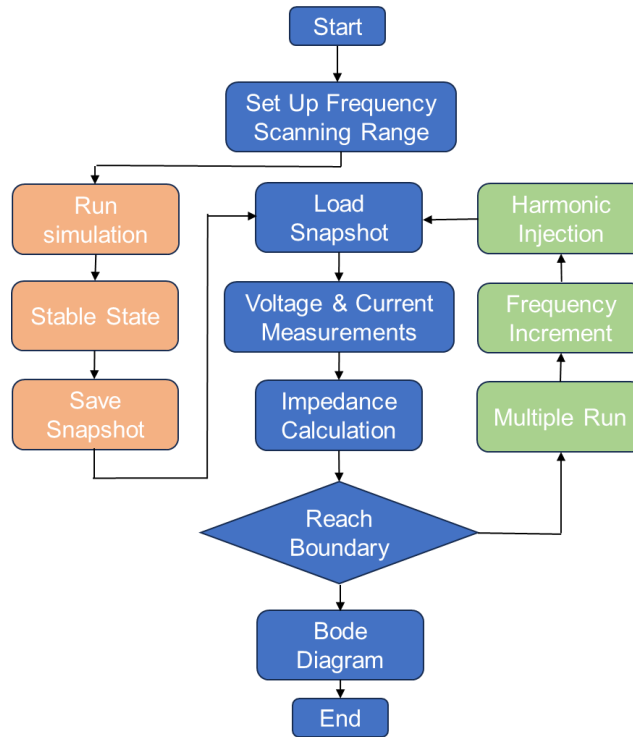 Start
Set Up Frequency
Scanning Range
Run
simulation
Load
Snapshot
Harmonic
Injection
Stable State
Voltage & Current
Measurements
Frequency
Increment
Save
Snapshot
Impedance
Calculation
Multiple Run
Reach
Boundary
Bode
Diagram
End